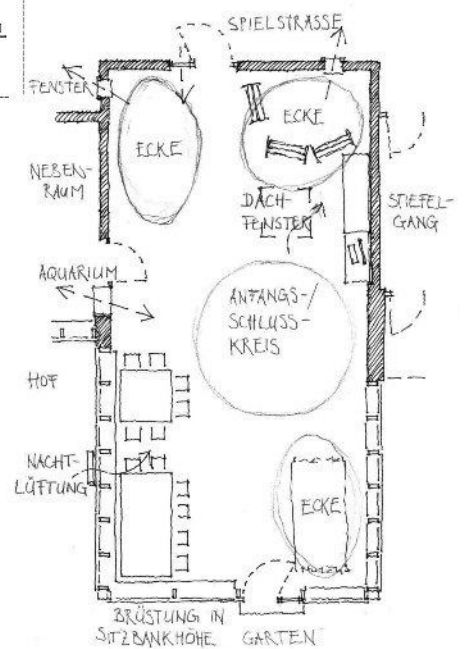 SPIELSTRASSE
FENSTER
ECKE
ECKE
NEBEN-
RAUM
DACH-
FENSTER
STIEFEL-
GANG
AQUARIUM
ANFANGS-/
SCHLUSS-
KREIS
HOF
NACHT-
LÜFTUNG
ECKE
BRÜSTUNG IN
SITZBANKHÖHE
GARTEN